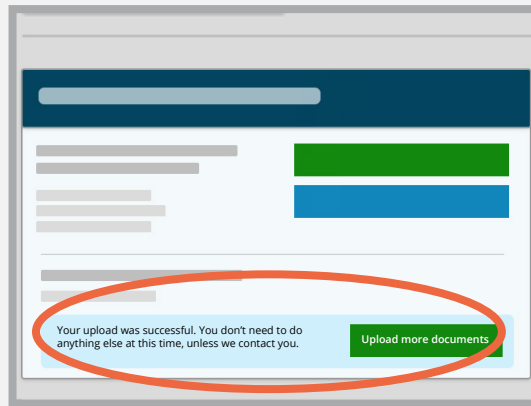 Your upload was successful. You don't need to do
anything else at this time, unless we contact you.
Upload more documents